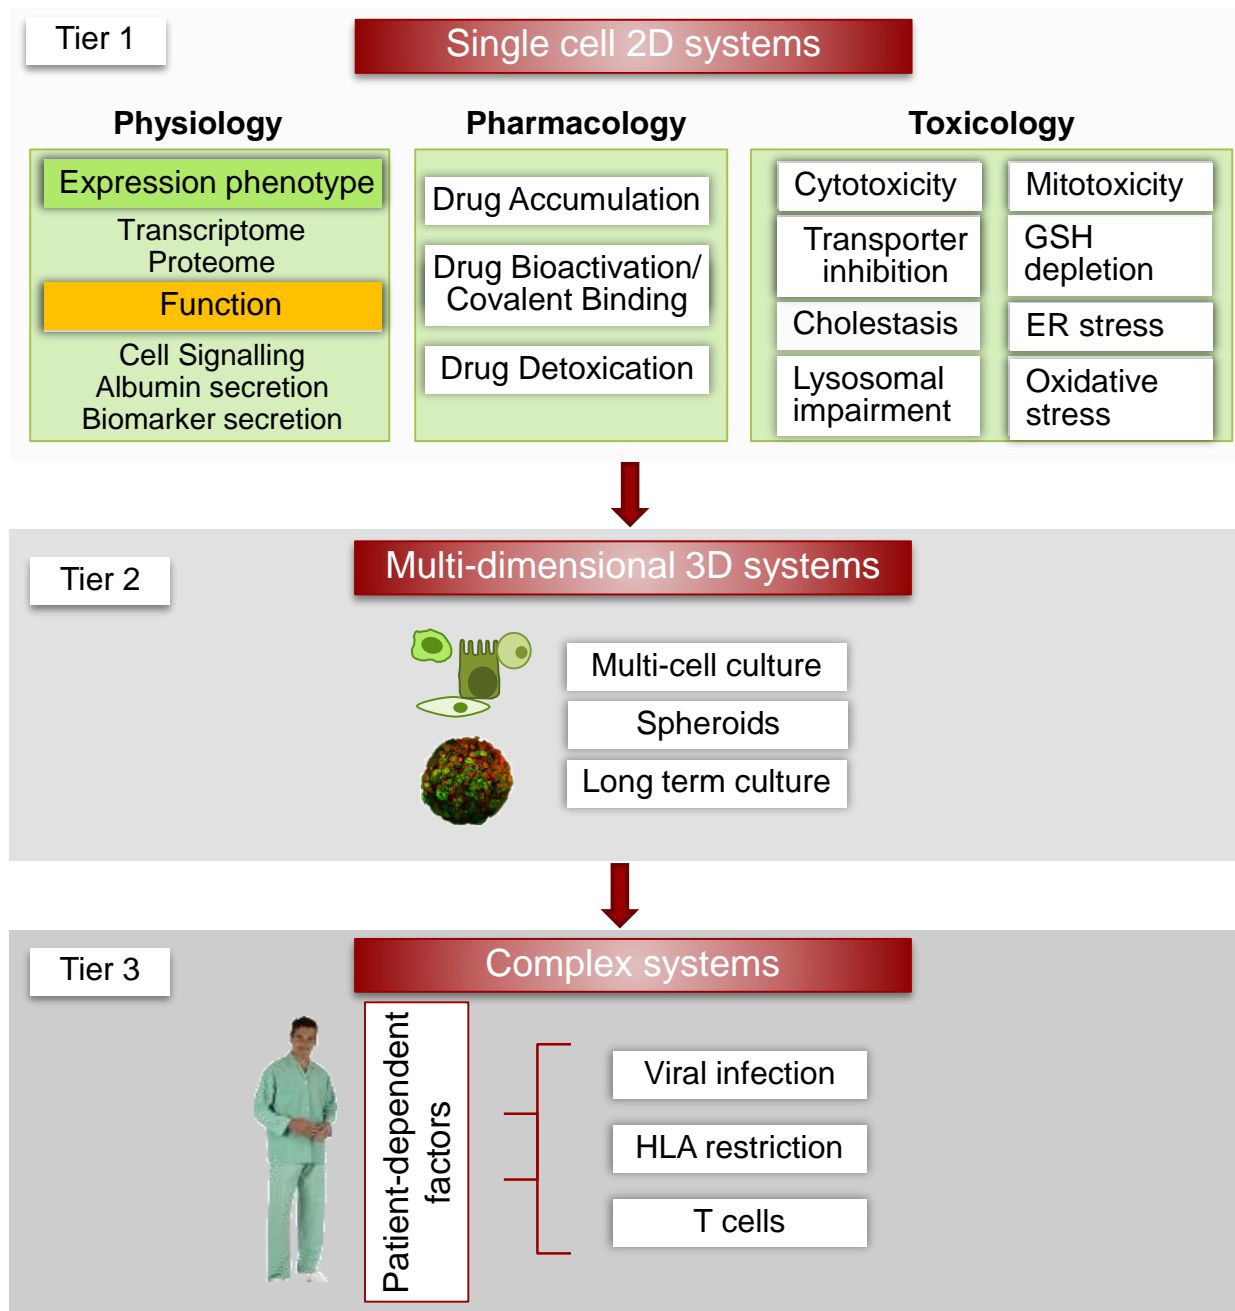 Tier 1
Single cell 2D systems
Physiology
Expression phenotype
Transcriptome
Proteome
Function
Cell Signalling
Albumin secretion
Biomarker secretion
Pharmacology
Drug Accumulation
Drug Bioactivation/
Covalent Binding
Drug Detoxication
Toxicology
Cytotoxicity
Transporter
inhibition
Cholestasis
Lysosomal
impairment
Mitotoxicity
GSH
depletion
ER stress
Oxidative
stress
Tier 2
Multi-dimensional 3D systems
Multi-cell culture
Spheroids
Long term culture
Tier 3
Complex systems
Patient-dependent
factors
Viral infection
HLA restriction
T cells